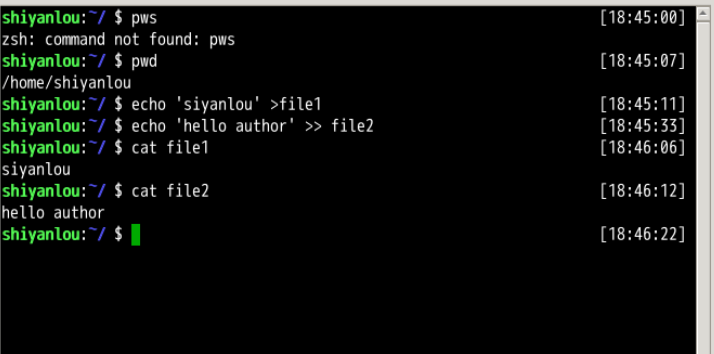 shiyanlou:~/ $ pws [18:45:00]
zsh: command not found: pws
shiyanlou:~/ $ pwd [18:45:07]
/home/shiyanlou
shiyanlou:~/ $ echo 'siyanlou' >file1 [18:45:11]
shiyanlou:~/ $ echo 'hello author' >> file2 [18:45:33]
shiyanlou:~/ $ cat file1 [18:46:06]
siyanlou
shiyanlou:~/ $ cat file2 [18:46:12]
hello author
shiyanlou:~/ $ [18:46:22]